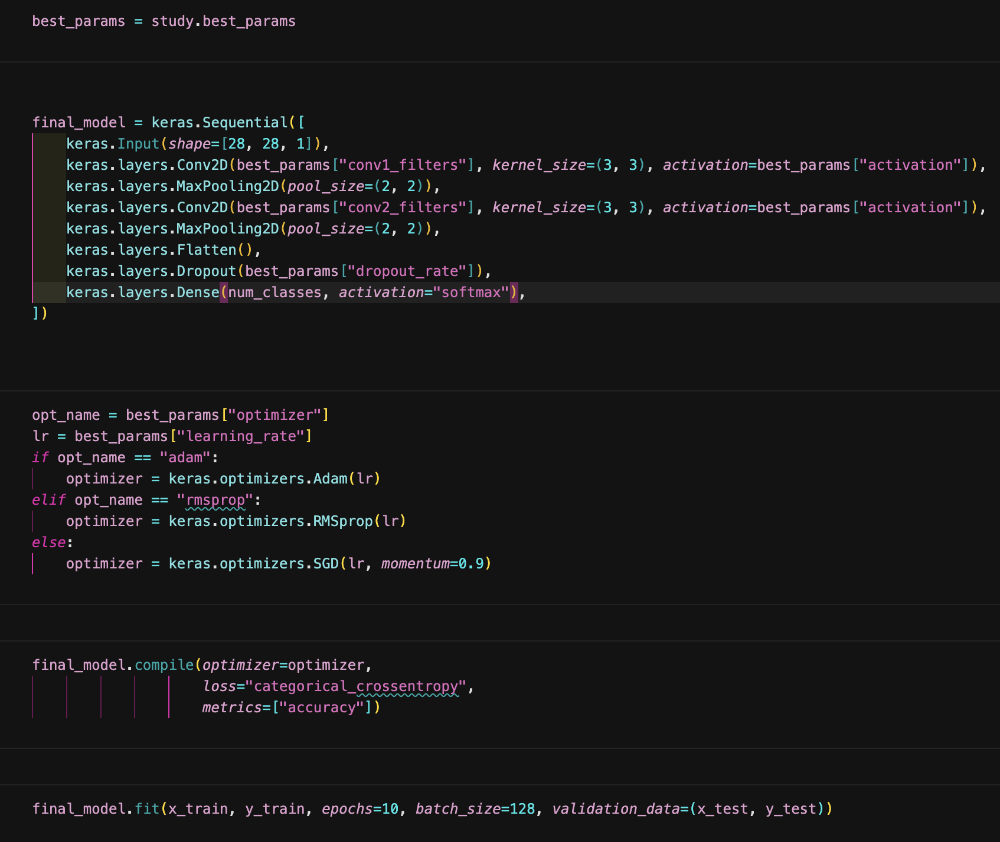 best_params = study.best_params
final_model = keras.Sequential([
    keras.Input(shape=[28, 28, 1]),
    keras.layers.Conv2D(best_params["conv1_filters"], kernel_size=(3, 3), activation=best_params["activation"]),
    keras.layers.MaxPooling2D(pool_size=(2, 2)),
    keras.layers.Conv2D(best_params["conv2_filters"], kernel_size=(3, 3), activation=best_params["activation"]),
    keras.layers.MaxPooling2D(pool_size=(2, 2)),
    keras.layers.Flatten(),
    keras.layers.Dropout(best_params["dropout_rate"]),
    keras.layers.Dense(num_classes, activation="softmax"),
])
opt_name = best_params["optimizer"]
lr = best_params["learning_rate"]
if opt_name == "adam":
    optimizer = keras.optimizers.Adam(lr)
elif opt_name == "rmsprop":
    optimizer = keras.optimizers.RMSprop(lr)
else:
    optimizer = keras.optimizers.SGD(lr, momentum=0.9)
final_model.compile(optimizer=optimizer,
                    loss="categorical_crossentropy",
                    metrics=["accuracy"])
final_model.fit(x_train, y_train, epochs=10, batch_size=128, validation_data=(x_test, y_test))